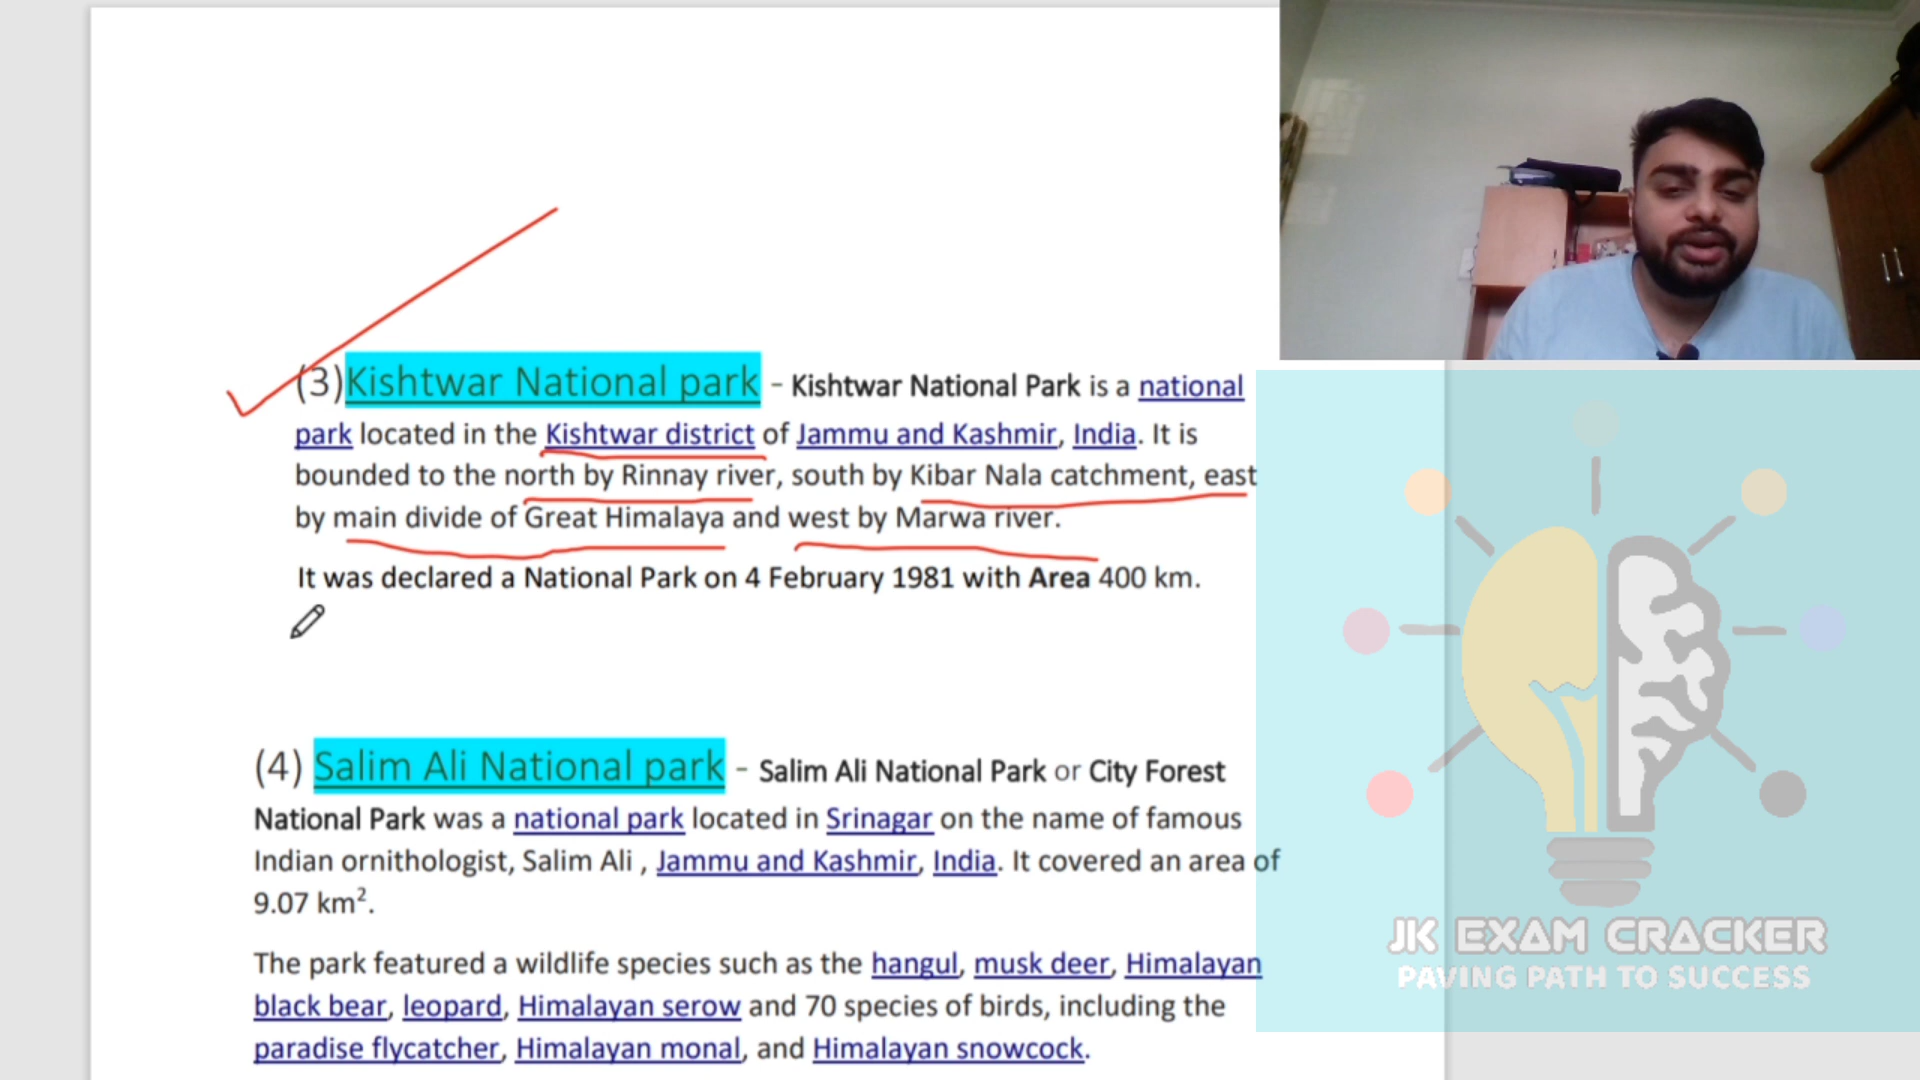 (3)Kishtwar National park - Kishtwar National Park is a national
park located in the Kishtwar district of Jammu and Kashmir, India. It is
bounded to the north by Rinnay river, south by Kibar Nala catchment, east
by main divide of Great Himalaya and west by Marwa river.
It was declared a National Park on 4 February 1981 with Area 400 km.
(4) Salim Ali National park - Salim Ali National Park or City Forest
National Park was a national park located in Srinagar on the name of famous
Indian ornithologist, Salim Ali , Jammu and Kashmir, India. It covered an area of
9.07 km².
The park featured a wildlife species such as the hangul, musk deer, Himalayan
black bear, leopard, Himalayan serow and 70 species of birds, including the
paradise flycatcher, Himalayan monal, and Himalayan snowcock.
JK EXAM CRACKER
PAVING PATH TO SUCCESS